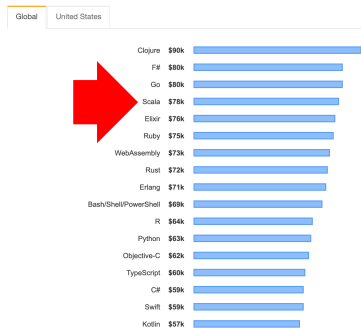 Global United States
Clojure $90k
F# $80k
Go $80k
Scala $78k
Elixir $76k
Ruby $75k
WebAssembly $73k
Rust $72k
Erlang $71k
Bash/Shell/PowerShell $69k
R $64k
Python $63k
Objective-C $62k
TypeScript $60k
C# $59k
Swift $59k
Kotlin $57k